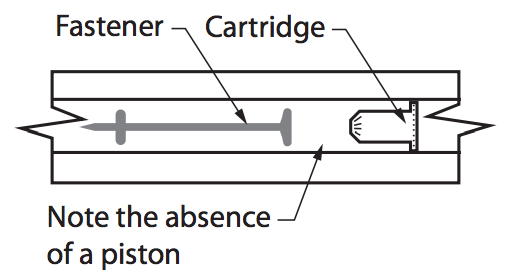 Fastener
Cartridge
Note the absence
of a piston